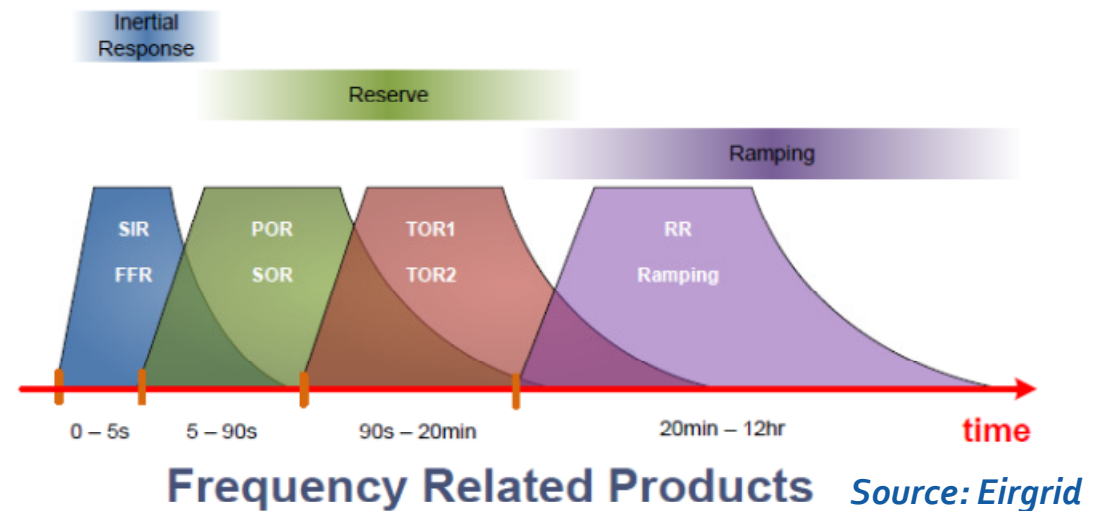 Inertial
Response
Reserve
Ramping
SIR
FFR
POR
SOR
TOR1
TOR2
RR
Ramping
0 – 5s
5 – 90s
90s – 20min
20min – 12hr
time
Frequency Related Products
Source: Eirgrid